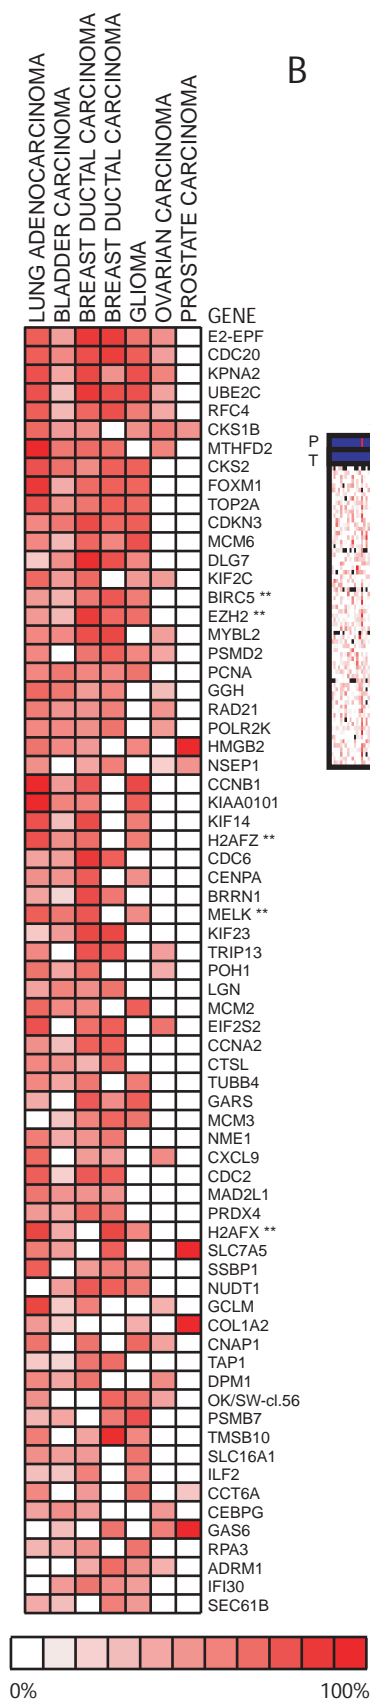 B
LUNG ADENOCARCINOMA
BLADDER CARCINOMA
BREAST DUCTAL CARCINOMA
BREAST DUCTAL CARCINOMA
GLIOMA
OVARIAN CARCINOMA
PROSTATE CARCINOMA
GENE
E2-EPF
CDC20
KPNA2
UBE2C
RFC4
CKS1B
MTHFD2
CKS2
FOXM1
TOP2A
CDKN3
MCM6
DLG7
KIF2C
BIRC5 **
EZH2 **
MYBL2
PSMD2
PCNA
GGH
RAD21
POLR2K
HMGB2
NSEP1
CCNB1
KIAA0101
KIF14
H2AFZ **
CDC6
CENPA
BRRN1
MELK **
KIF23
TRIP13
POH1
LGN
MCM2
EIF2S2
CCNA2
CTSL
TUBB4
GARS
MCM3
NME1
CXCL9
CDC2
MAD2L1
PRDX4
H2AFX **
SLC7A5
SSBP1
NUDT1
GCLM
COL1A2
CNAP1
TAP1
DPM1
OK/SW-cl.56
PSMB7
TMSB10
SLC16A1
ILF2
CCT6A
CEBPG
GAS6
RPA3
ADRM1
IFI30
SEC61B
P
T
0%
100%